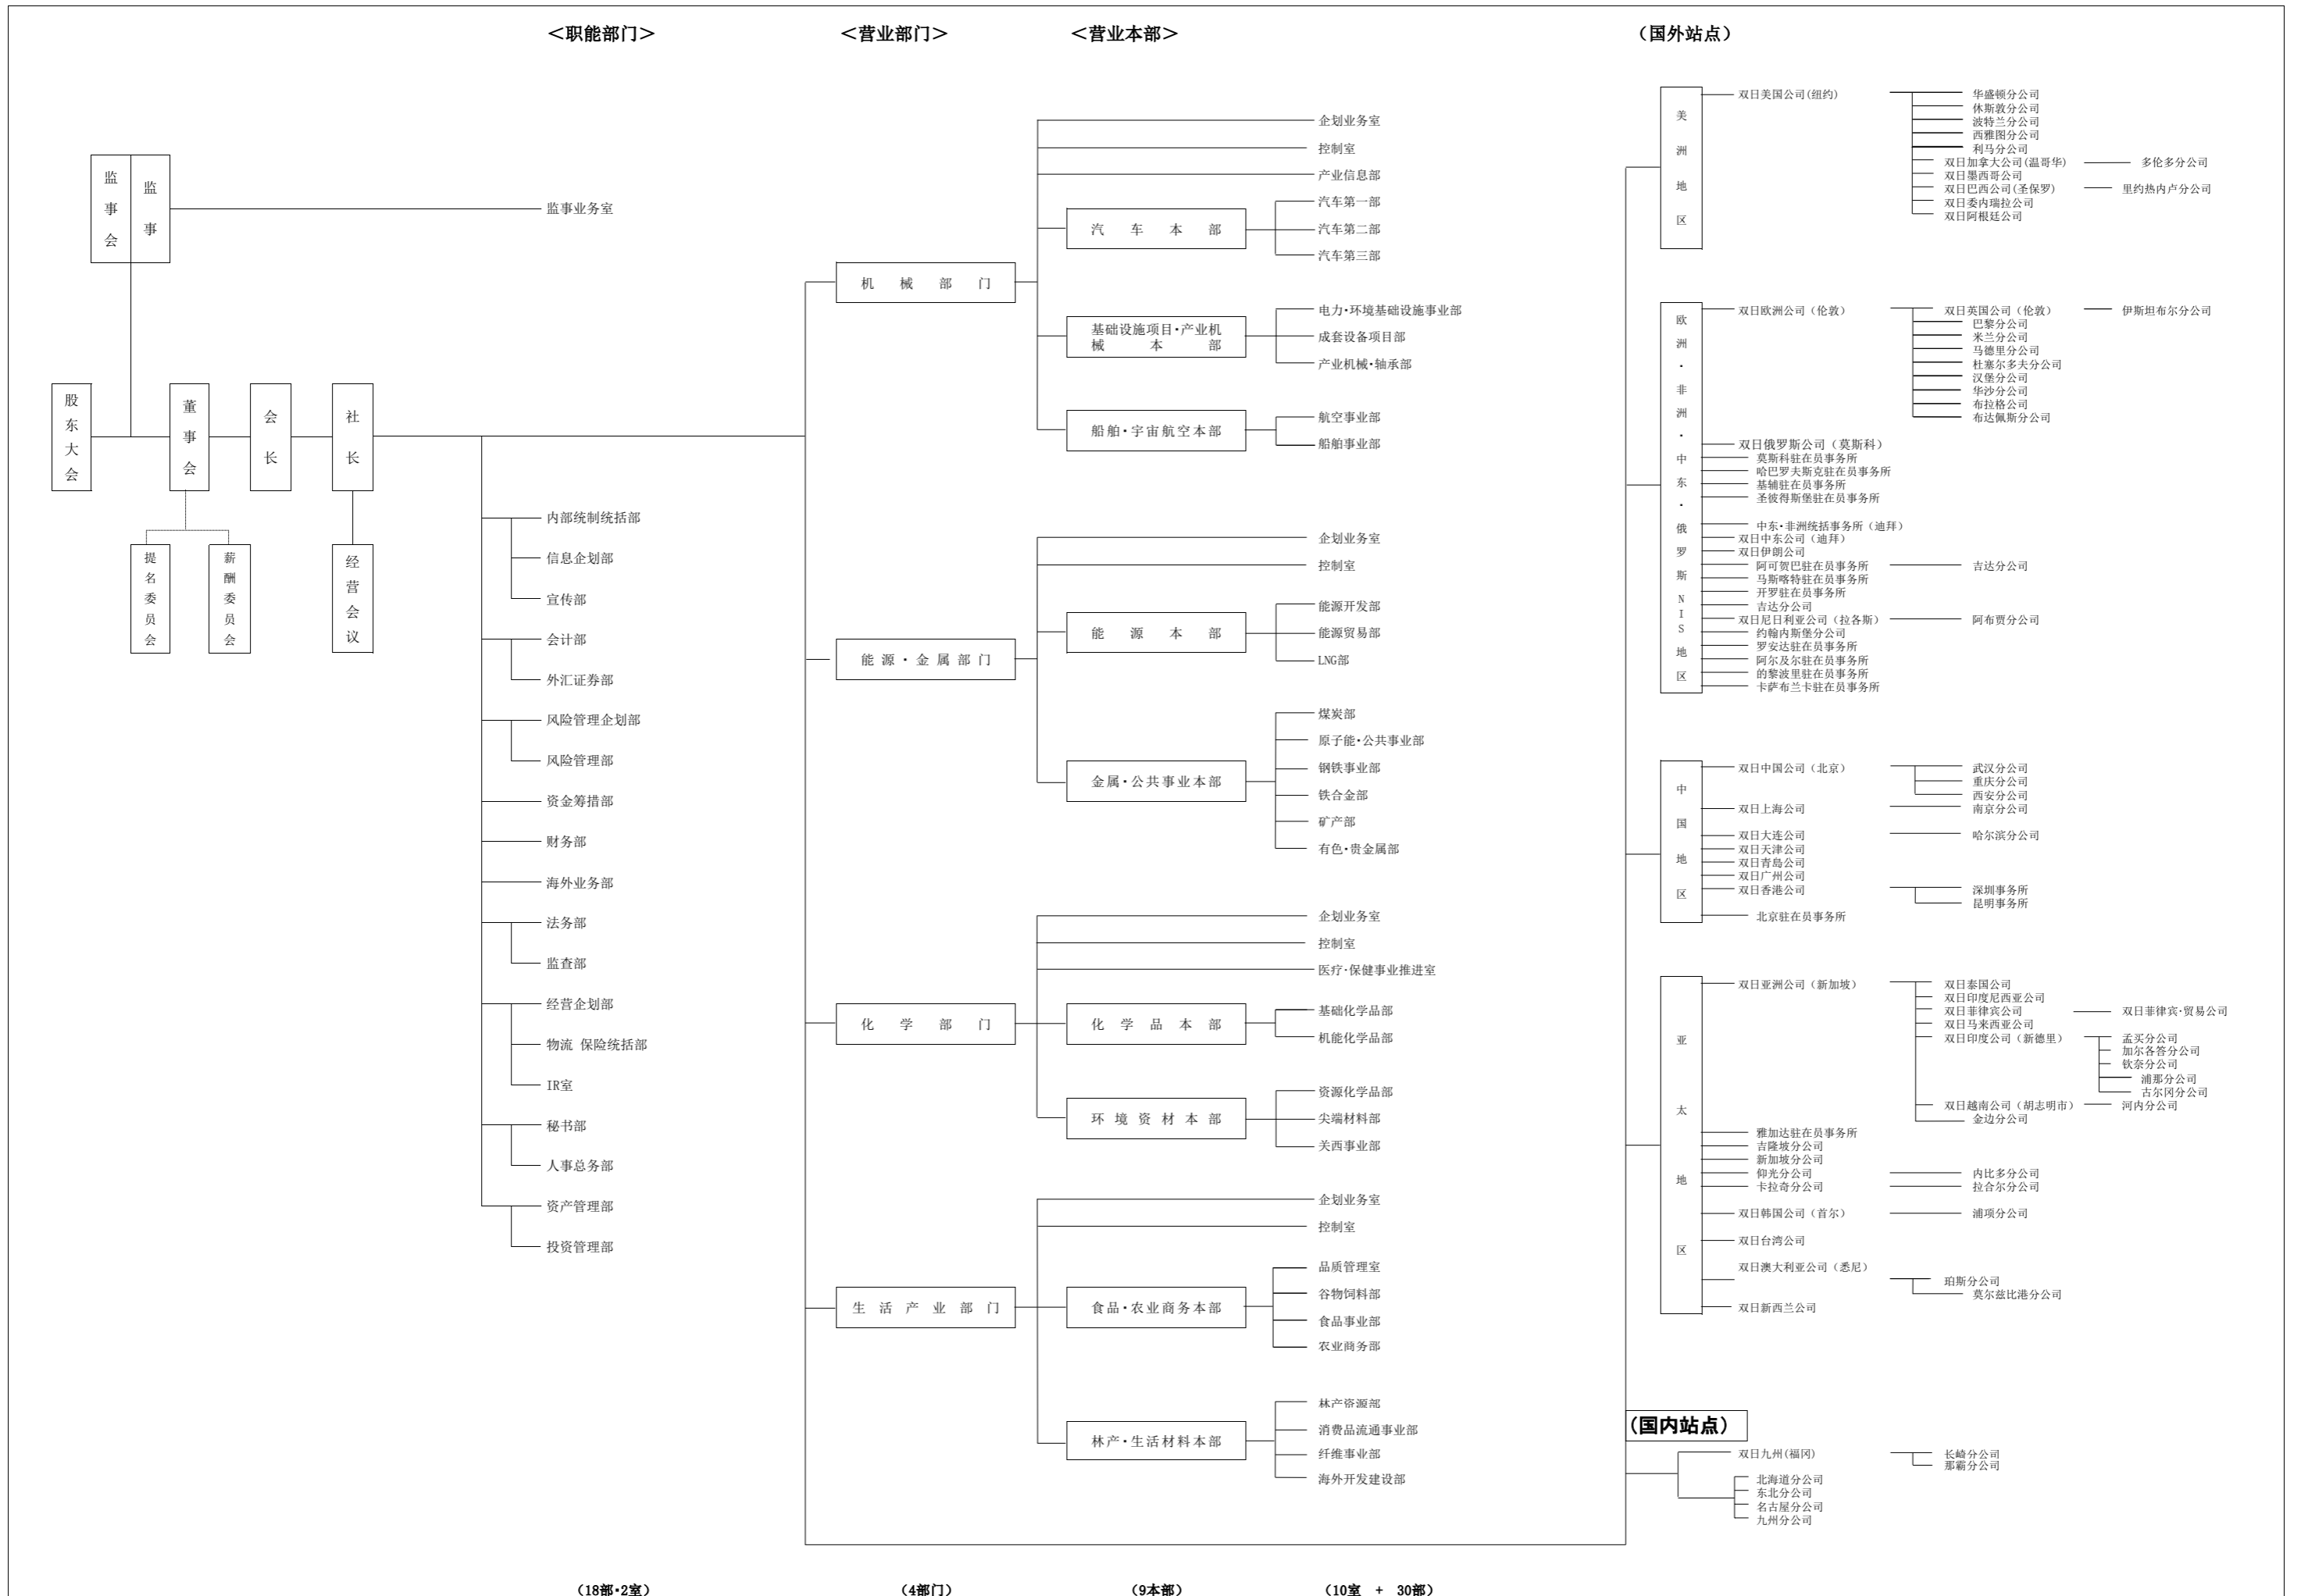 ＜职能部门＞
＜营业部门＞
＜营业本部＞
（国外站点）
监事会
监事
监事业务室
股东大会
董事会
会长
社长
提名委员会
薪酬委员会
经营会议
内部统制统括部
信息企划部
宣传部
会计部
外汇证券部
风险管理企划部
风险管理部
资金筹措部
财务部
海外业务部
法务部
监查部
经营企划部
物流 保险统括部
IR室
秘书部
人事总务部
资产管理部
投资管理部
机械部门
企划业务室
控制室
产业信息部
汽车本部
汽车第一部
汽车第二部
汽车第三部
基础设施项目・产业机
械本部
电力・环境基础设施事业部
成套设备项目部
产业机械・轴承部
船舶・宇宙航空本部
航空事业部
船舶事业部
能源・金属部门
企划业务室
控制室
能源本部
能源开发部
能源贸易部
LNG部
金属・公共事业本部
煤炭部
原子能・公共事业部
钢铁事业部
铁合金部
矿产部
有色・贵金属部
化学部门
企划业务室
控制室
医疗・保健事业推进室
化学品本部
基础化学品部
机能化学品部
环境资材本部
资源化学品部
尖端材料部
关西事业部
生活产业部门
企划业务室
控制室
食品・农业商务本部
品质管理室
谷物饲料部
食品事业部
农业商务部
林产・生活材料本部
林产资源部
消费品流通事业部
纤维事业部
海外开发建设部
美洲地区
双日美国公司(纽约)
华盛顿分公司
休斯敦分公司
波特兰分公司
西雅图分公司
利马分公司
双日加拿大公司(温哥华)
多伦多分公司
双日墨西哥公司
双日巴西公司(圣保罗)
里约热内卢分公司
双日委内瑞拉公司
双日阿根廷公司
欧洲・非洲・中东・俄罗斯NIS地区
双日欧洲公司（伦敦）
双日英国公司（伦敦）
伊斯坦布尔分公司
巴黎分公司
米兰分公司
马德里分公司
杜塞尔多夫分公司
汉堡分公司
华沙分公司
布拉格公司
布达佩斯分公司
双日俄罗斯公司（莫斯科）
莫斯科驻在员事务所
哈巴罗夫斯克驻在员事务所
基辅驻在员事务所
圣彼得斯堡驻在员事务所
中东・非洲统括事务所（迪拜）
双日中东公司（迪拜）
双日伊朗公司
阿可贺巴驻在员事务所
吉达分公司
马斯喀特驻在员事务所
开罗驻在员事务所
吉达分公司
双日尼日利亚公司（拉各斯）
阿布贾分公司
约翰内斯堡分公司
罗安达驻在员事务所
阿尔及尔驻在员事务所
的黎波里驻在员事务所
卡萨布兰卡驻在员事务所
中国地区
双日中国公司（北京）
武汉分公司
重庆分公司
西安分公司
双日上海公司
南京分公司
双日大连公司
哈尔滨分公司
双日天津公司
双日青岛公司
双日广州公司
双日香港公司
深圳事务所
昆明事务所
北京驻在员事务所
亚太地区
双日亚洲公司（新加坡）
双日泰国公司
双日印度尼西亚公司
双日菲律宾公司
双日菲律宾・贸易公司
双日马来西亚公司
双日印度公司（新德里）
孟买分公司
加尔各答分公司
钦奈分公司
浦那分公司
古尔冈分公司
双日越南公司（胡志明市）
河内分公司
金边分公司
雅加达驻在员事务所
吉隆坡分公司
新加坡分公司
仰光分公司
内比多分公司
卡拉奇分公司
拉合尔分公司
双日韩国公司（首尔）
浦项分公司
双日台湾公司
双日澳大利亚公司（悉尼）
珀斯分公司
莫尔兹比港分公司
双日新西兰公司
（国内站点）
双日九州(福冈)
长崎分公司
那霸分公司
北海道分公司
东北分公司
名古屋分公司
九州分公司
（18部・2室）
（4部门）
（9本部）
（10室 + 30部）